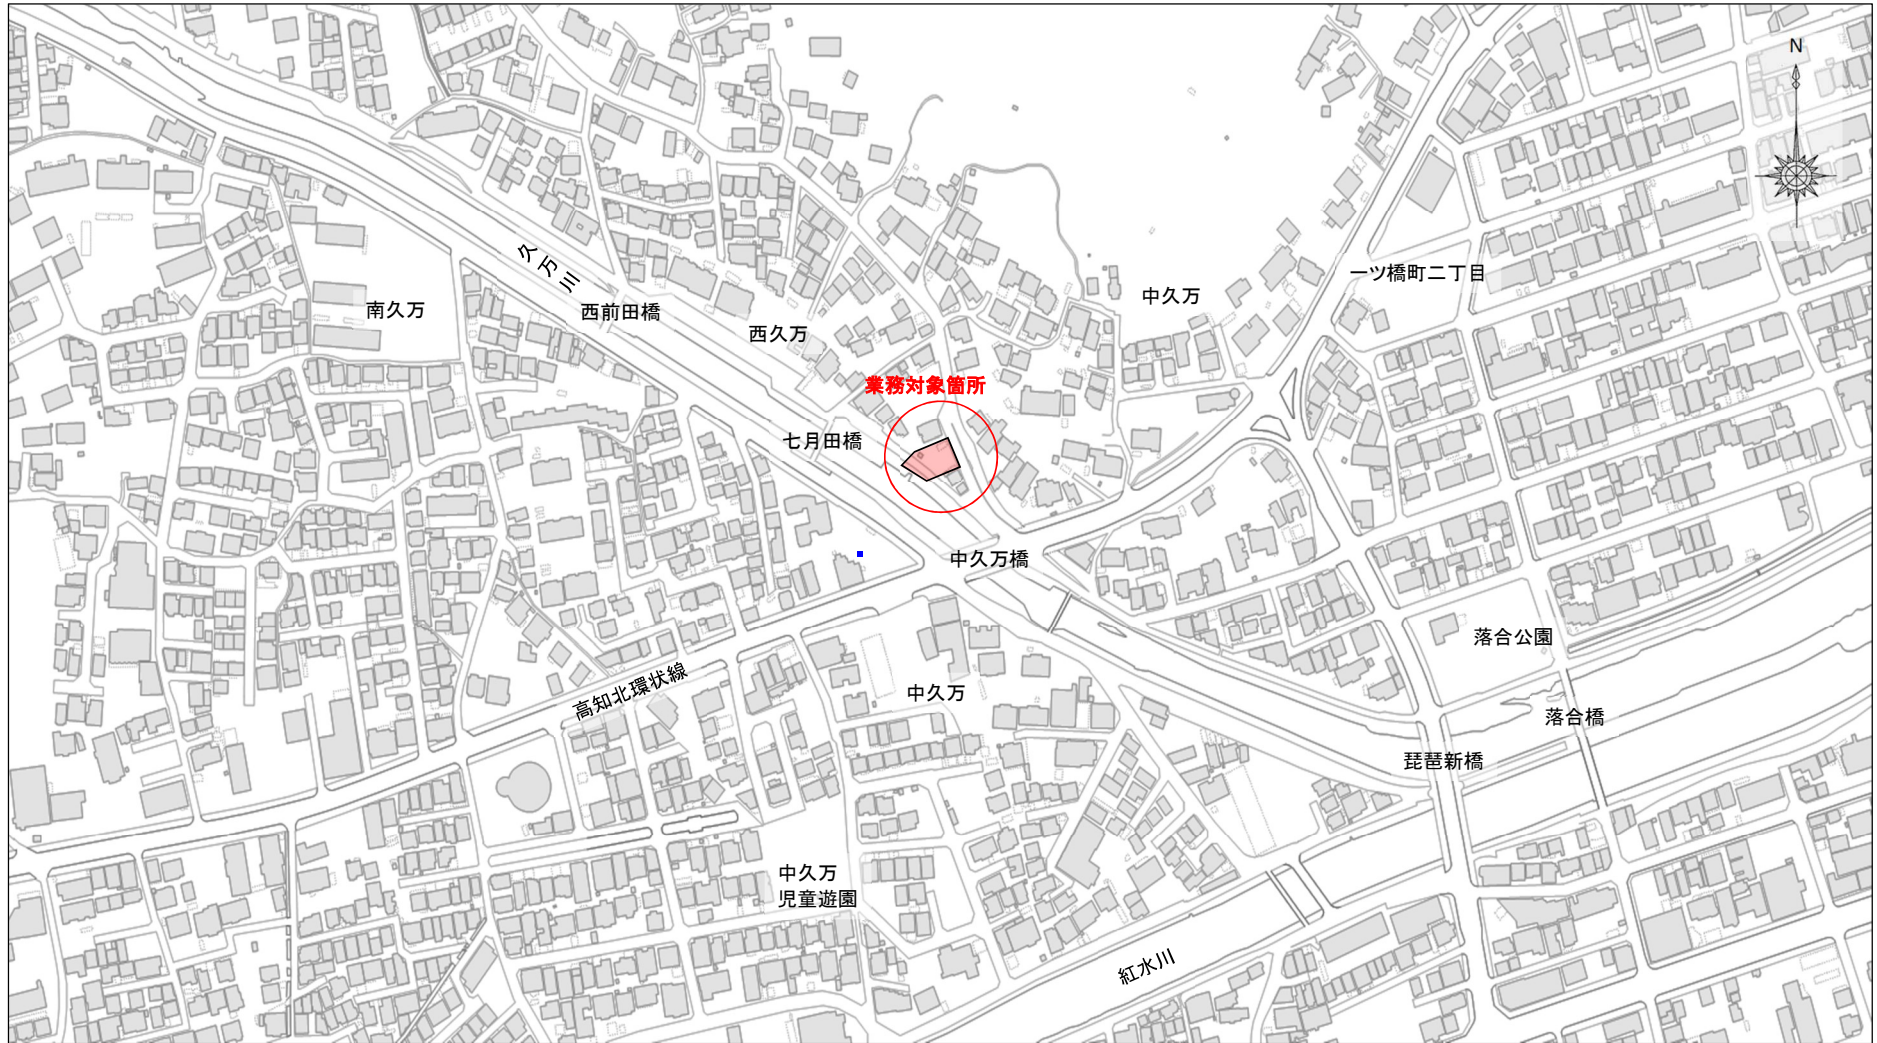 N
一ツ橋町二丁目
久万川
中久万
南久万
西前田橋
西久万
業務対象箇所
七月田橋
中久万橋
落合公園
高知北環状線
中久万
落合橋
琵琶新橋
中久万
児童遊園
紅水川